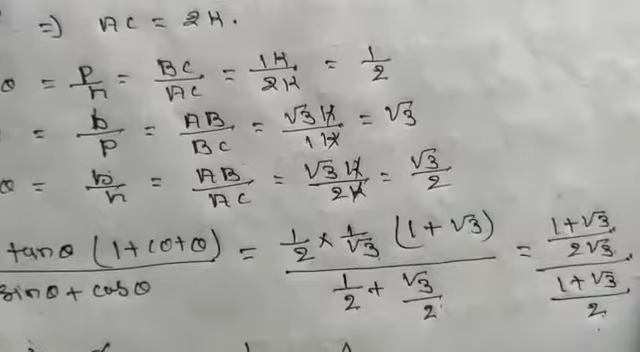 ⇒ AC = 2K.
θ = p/h = BC/AC = 1K/2K = 1/2
= b/p = AB/BC = √3K/1K = √3
θ = b/h = AB/AC = √3K/2K = √3/2
tanθ (1+cotθ) / sinθ + cosθ = 1/2 × 1/√3 (1+√3) / 1/2 + √3/2 = 1+√3/2√3 / 1+√3/2